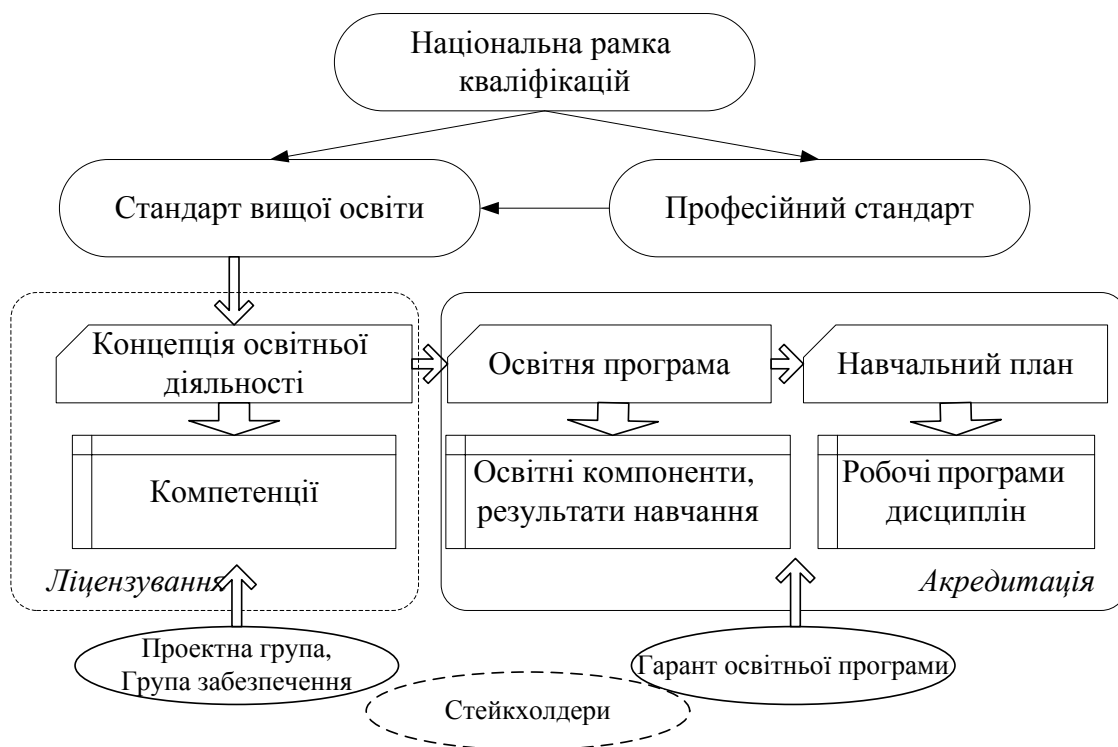 Національна рамка
кваліфікацій
Стандарт вищої освіти
Професійний стандарт
Концепція освітньої
діяльності
Освітня програма
Навчальний план
Компетенції
Освітні компоненти,
результати навчання
Робочі програми
дисциплін
Ліцензування
Акредитація
Проектна група,
Група забезпечення
Гарант освітньої програми
Стейкхолдери